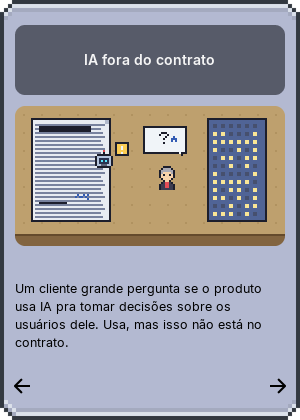 IA fora do contrato
Um cliente grande pergunta se o produto
usa IA pra tomar decisões sobre os
usuários dele. Usa, mas isso não está no
contrato.